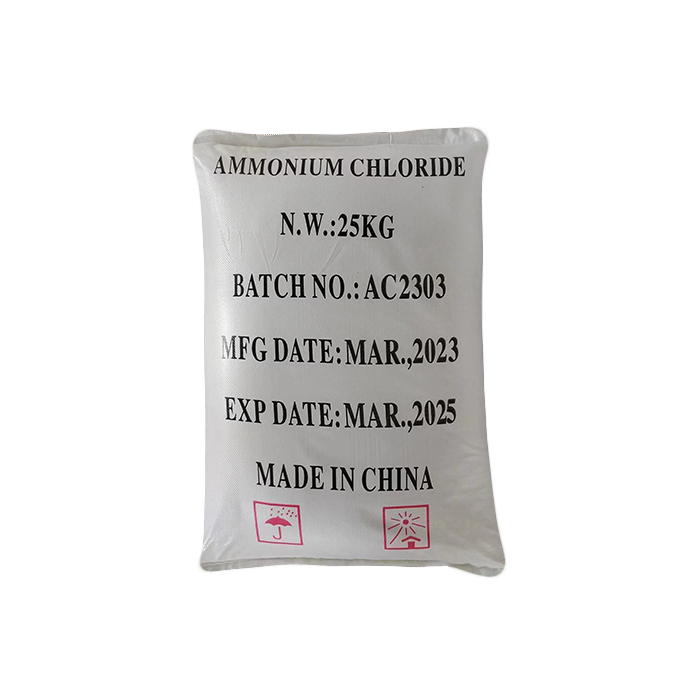 AMMONIUM CHLORIDE
N.W.:25KG
BATCH NO.: AC2303
MFG DATE: MAR.,2023
EXP DATE: MAR.,2025
MADE IN CHINA